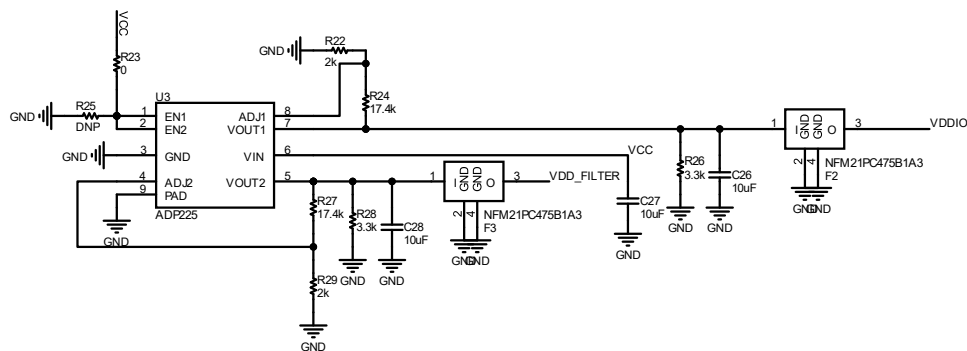 VCC
R23
0
GND
R22
2k
R24
17.4k
GND
R25
DNP
U3
1
2
3
4
9
EN1
EN2
GND
ADJ2
PAD
ADJ1
VOUT1
VIN
VOUT2
8
7
6
5
ADP225
GND
GND
VCC
R26
3.3k
GND
C26
10uF
GND
1
I
GND
GND
O
3
VDDIO
2
4
NFM21PC475B1A3
F2
GND
GND
R27
17.4k
R28
3.3k
GND
C28
10uF
GND
1
I
GND
GND
O
3
VDD_FILTER
2
4
NFM21PC475B1A3
F3
GND
GND
C27
10uF
GND
R29
2k
GND